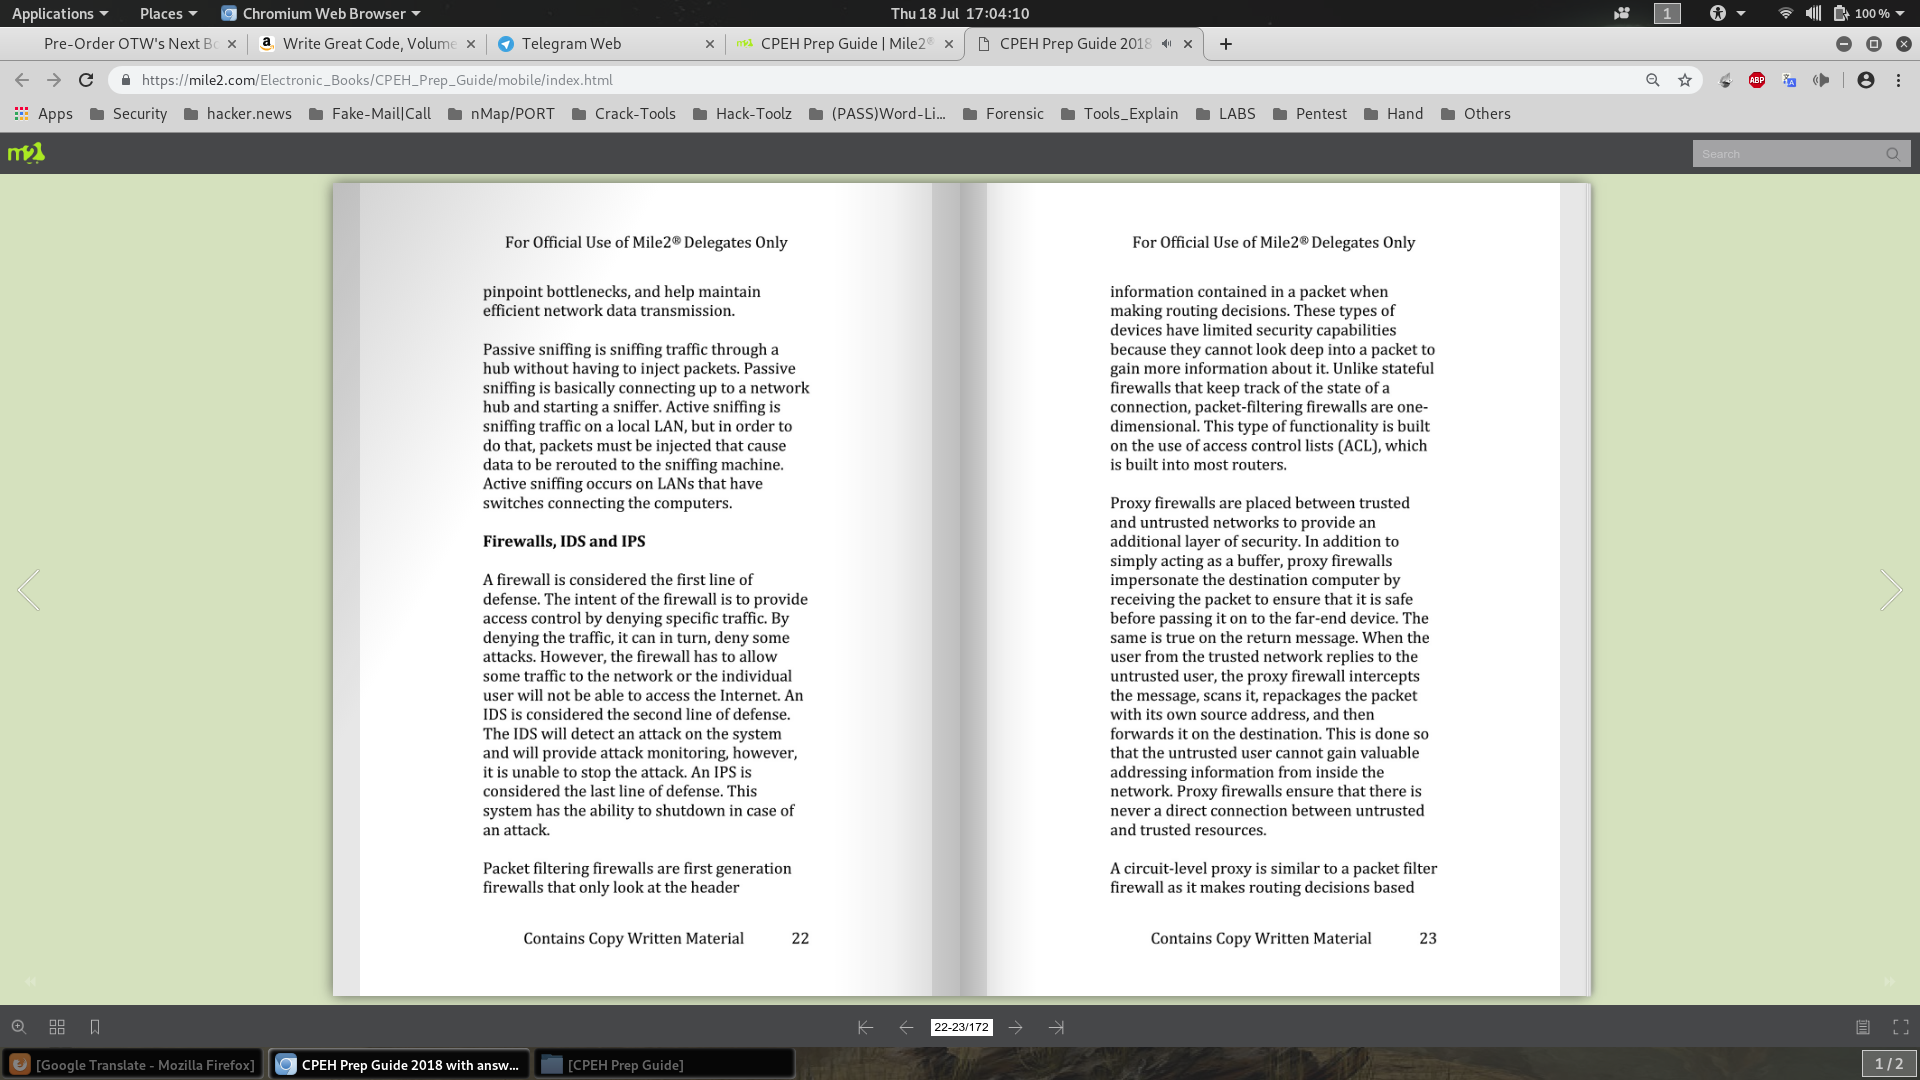 Applications
Places
Chromium Web Browser
Thu 18 Jul 17:04:10
1
100 %
Pre-Order OTW's Next Bo
Write Great Code, Volume
Telegram Web
CPEH Prep Guide | Mile2®
CPEH Prep Guide 2018
https://mile2.com/Electronic_Books/CPEH_Prep_Guide/mobile/index.html
ABP
Apps
Security
hacker.news
Fake-Mail|Call
nMap/PORT
Crack-Tools
Hack-Toolz
(PASS)Word-Li...
Forensic
Tools_Explain
LABS
Pentest
Hand
Others
m2
Search
For Official Use of Mile2® Delegates Only
pinpoint bottlenecks, and help maintain
efficient network data transmission.
Passive sniffing is sniffing traffic through a
hub without having to inject packets. Passive
sniffing is basically connecting up to a network
hub and starting a sniffer. Active sniffing is
sniffing traffic on a local LAN, but in order to
do that, packets must be injected that cause
data to be rerouted to the sniffing machine.
Active sniffing occurs on LANs that have
switches connecting the computers.
Firewalls, IDS and IPS
A firewall is considered the first line of
defense. The intent of the firewall is to provide
access control by denying specific traffic. By
denying the traffic, it can in turn, deny some
attacks. However, the firewall has to allow
some traffic to the network or the individual
user will not be able to access the Internet. An
IDS is considered the second line of defense.
The IDS will detect an attack on the system
and will provide attack monitoring, however,
it is unable to stop the attack. An IPS is
considered the last line of defense. This
system has the ability to shutdown in case of
an attack.
Packet filtering firewalls are first generation
firewalls that only look at the header
Contains Copy Written Material 22
For Official Use of Mile2® Delegates Only
information contained in a packet when
making routing decisions. These types of
devices have limited security capabilities
because they cannot look deep into a packet to
gain more information about it. Unlike stateful
firewalls that keep track of the state of a
connection, packet-filtering firewalls are one-
dimensional. This type of functionality is built
on the use of access control lists (ACL), which
is built into most routers.
Proxy firewalls are placed between trusted
and untrusted networks to provide an
additional layer of security. In addition to
simply acting as a buffer, proxy firewalls
impersonate the destination computer by
receiving the packet to ensure that it is safe
before passing it on to the far-end device. The
same is true on the return message. When the
user from the trusted network replies to the
untrusted user, the proxy firewall intercepts
the message, scans it, repackages the packet
with its own source address, and then
forwards it on the destination. This is done so
that the untrusted user cannot gain valuable
addressing information from inside the
network. Proxy firewalls ensure that there is
never a direct connection between untrusted
and trusted resources.
A circuit-level proxy is similar to a packet filter
firewall as it makes routing decisions based
Contains Copy Written Material 23
22-23/172
[Google Translate - Mozilla Firefox]
CPEH Prep Guide 2018 with answ...
[CPEH Prep Guide]
1 / 2